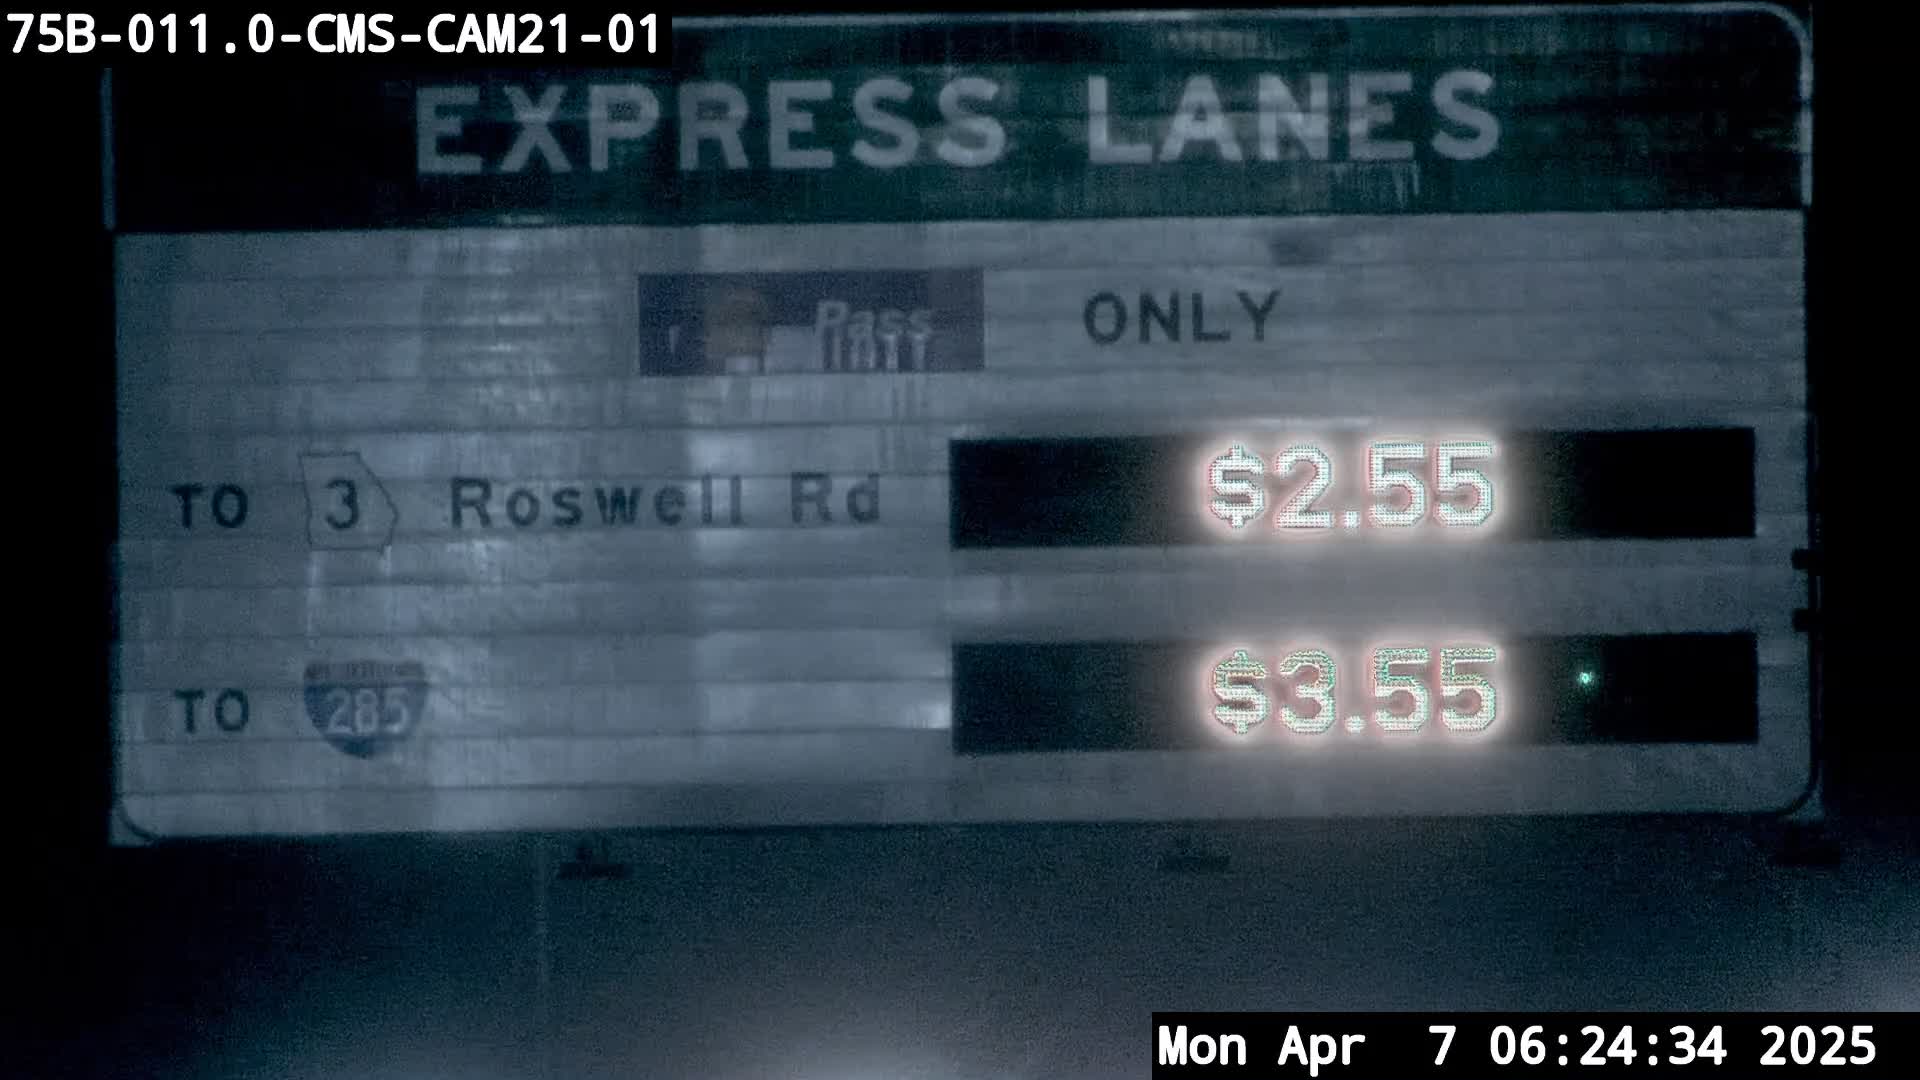 75B-011.0-CMS-CAM21-01
EXPRESS LANES
Pass ONLY
TO 3 Roswell Rd $2.55
TO 285 $3.55
Mon Apr 7 06:24:34 2025